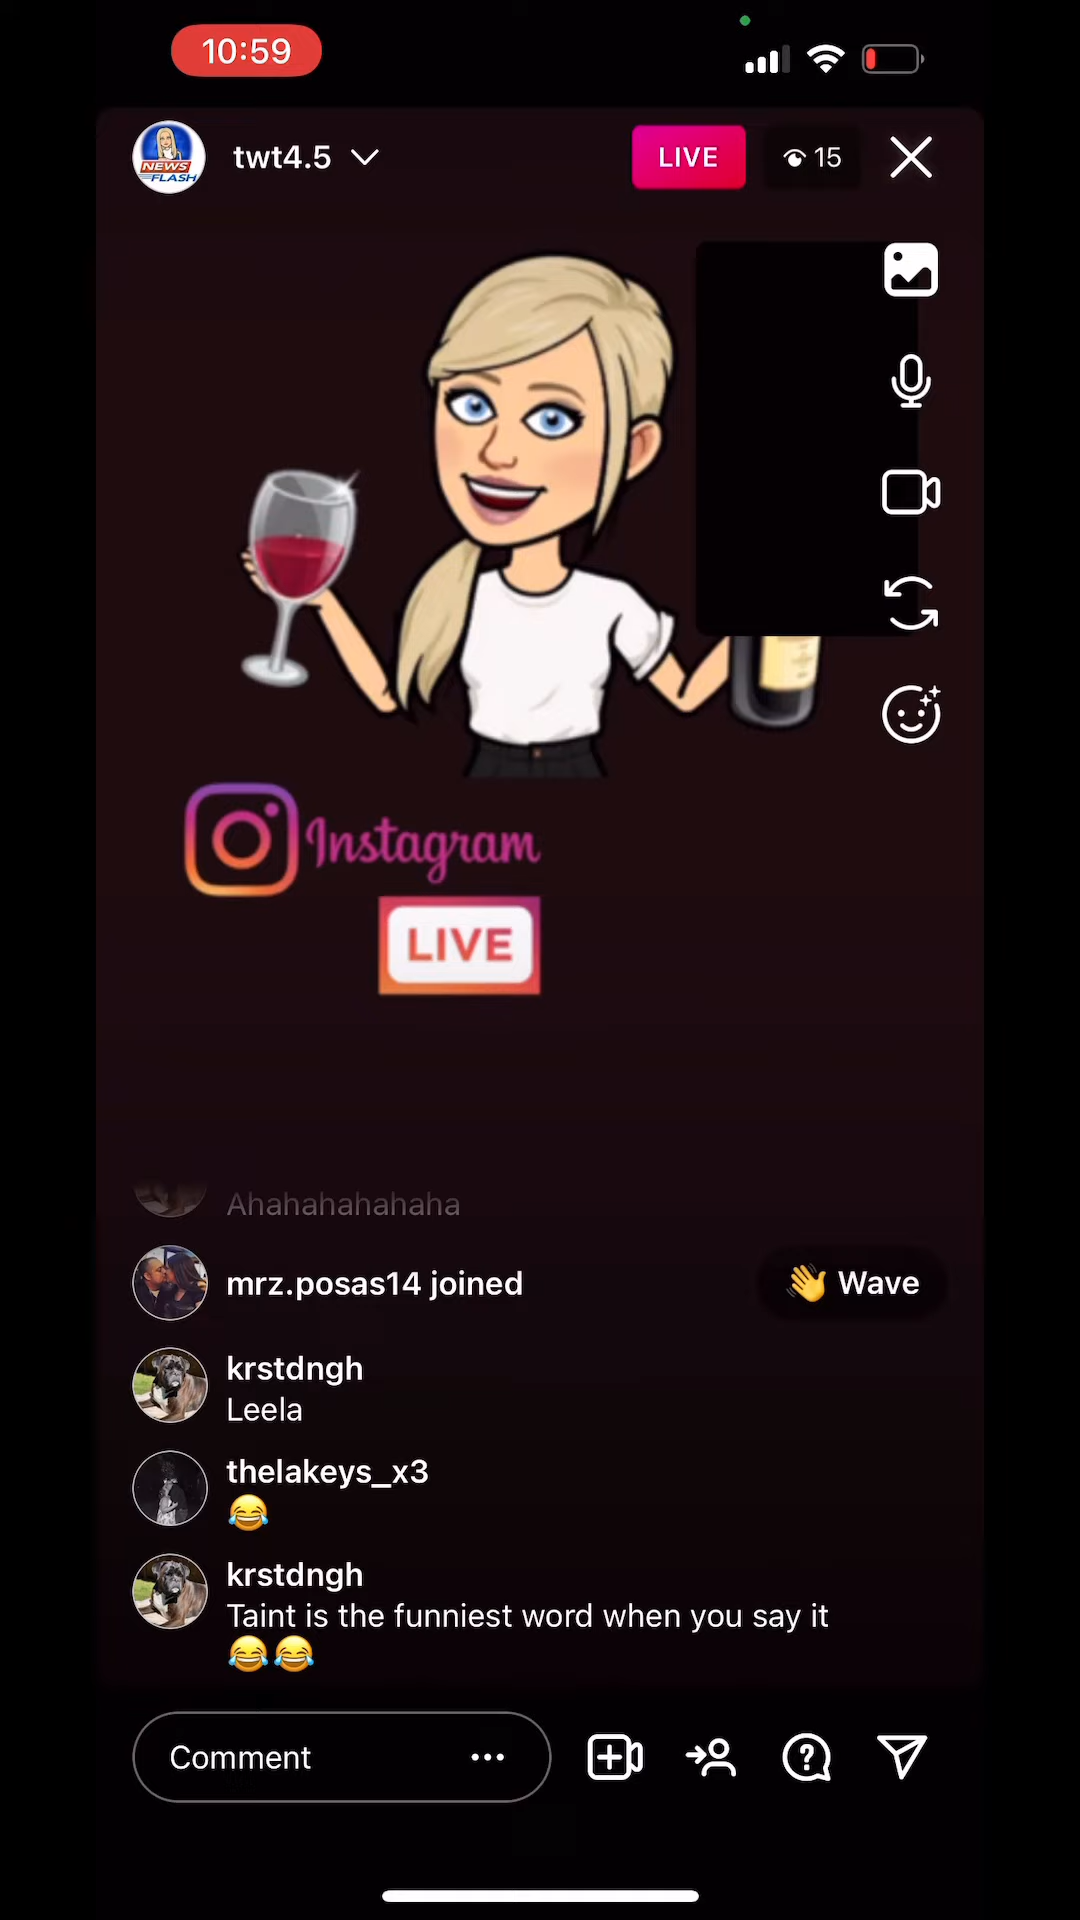 10:59
NEWS
FLASH
twt4.5
LIVE
15
Instagram
LIVE
Ahahahahahaha
mrz.posas14 joined
👋 Wave
krstdngh
Leela
thelakeys_x3
😂
krstdngh
Taint is the funniest word when you say it
😂😂
Comment